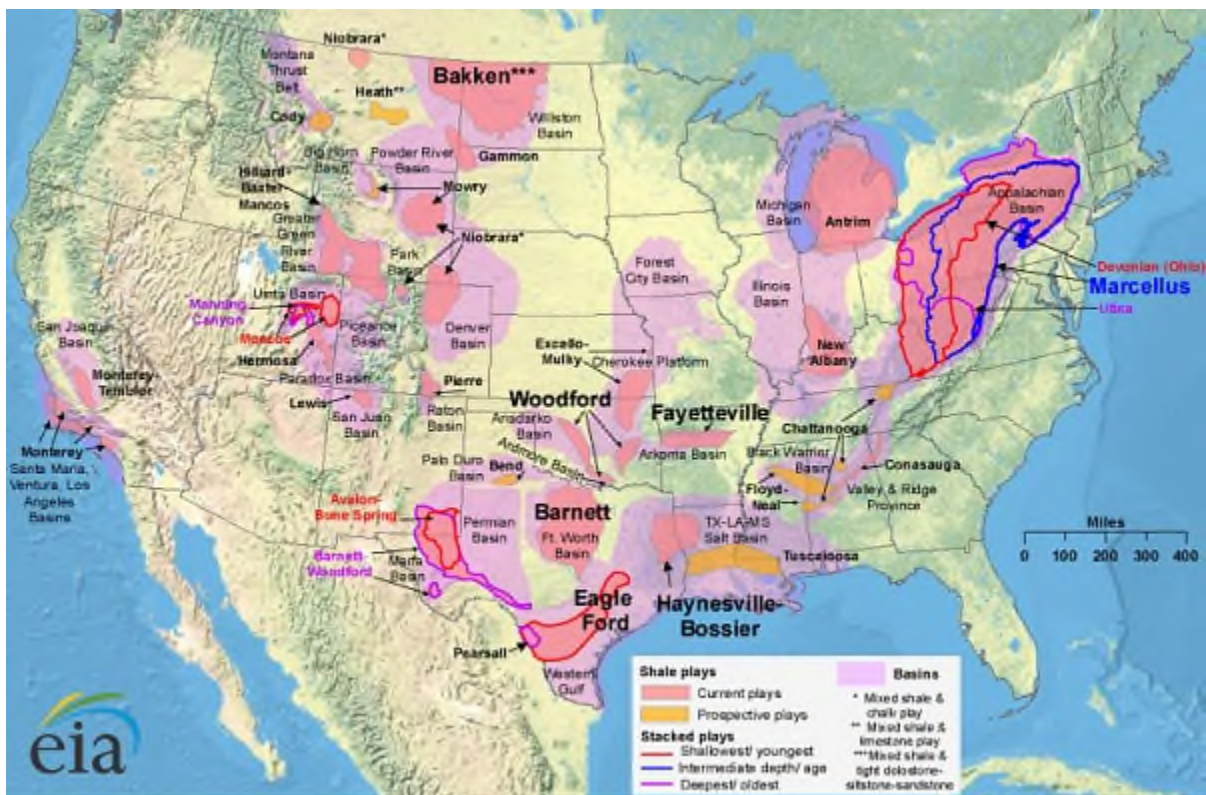 Niobrara*
Montana
Thrust
Belt
Bakken***
Heath**
Cody
Williston
Basin
Big Horn
Basin
Powder River
Basin
Gammon
Hilliard-
Baxter
Mancos
Mowry
Greater
Green
River
Basin
Niobrara*
Park
Basin
Uinta Basin
Manning
Canyon
Mancos
Piceance
Basin
Denver
Basin
Hermosa
Paradox Basin
Lewis
San Juan
Basin
Pierre
Raton
Basin
San Joaquin
Basin
Monterey-
Temblor
Monterey
Santa Maria,
Ventura, Los
Angeles
Basins
Forest
City Basin
Excello-
Mulky
Cherokee Platform
Woodford
Anadarko
Basin
Ardmore Basin
Arkoma Basin
Fayetteville
Palo Duro
Basin
Bend
Michigan
Basin
Antrim
Illinois
Basin
New
Albany
Appalachian
Basin
Devonian (Ohio)
Marcellus
Utica
Chattanooga
Black Warrior
Basin
Conasauga
Floyd-
Neal
Valley & Ridge
Province
Avalon-
Bone Spring
Permian
Basin
Barnett
Ft. Worth
Basin
TX-LA-MS
Salt Basin
Tuscaloosa
Barnett-
Woodford
Marfa
Basin
Eagle
Ford
Haynesville-
Bossier
Pearsall
Western
Gulf
Miles
0 100 200 300 400
Shale plays
Current plays
Prospective plays
Stacked plays
Shallowest/ youngest
Intermediate depth/ age
Deepest/ oldest
Basins
* Mixed shale &
chalk play
** Mixed shale &
limestone play
***Mixed shale &
tight dolostone-
siltstone-sandstone
eia